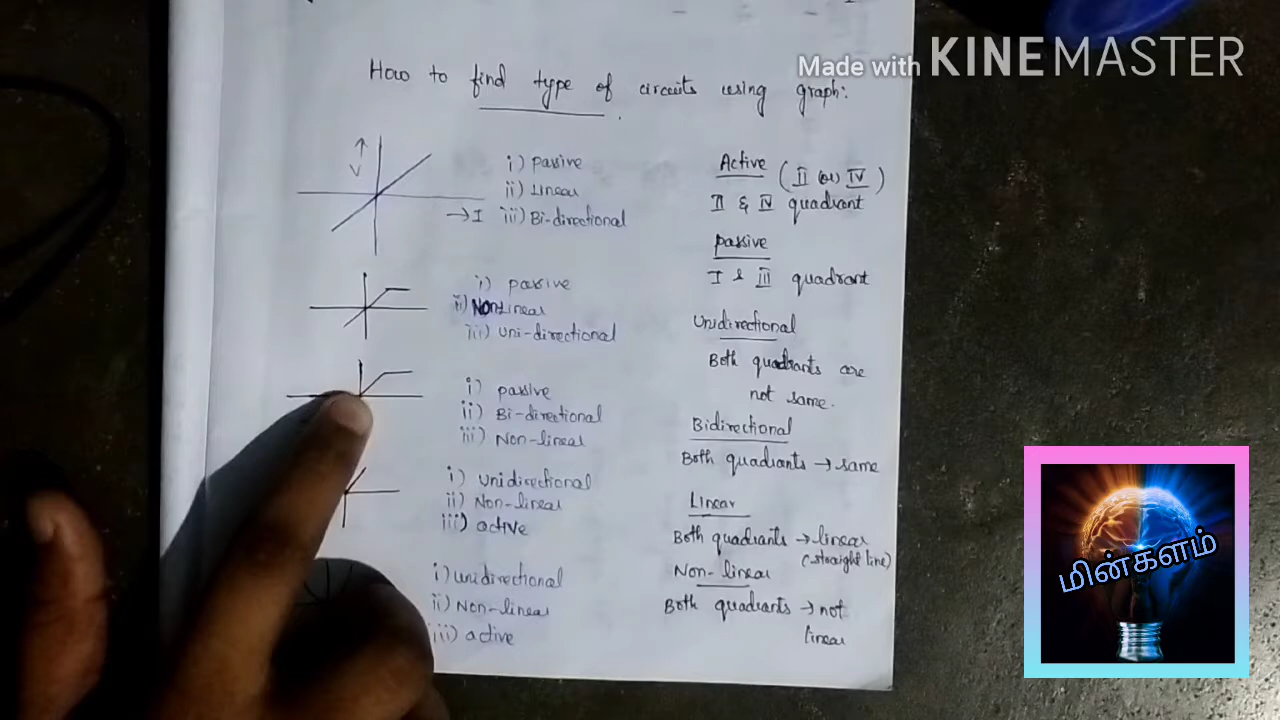 Made with KINEMASTER
How to find type of circuits using graph:
V
→ I
i) passive
ii) Linear
iii) Bi-directional
i) passive
ii) NonLinear
iii) Uni-directional
i) passive
ii) Bi-directional
iii) Non-linear
i) unidirectional
ii) Non-linear
iii) active
i) unidirectional
ii) Non-linear
iii) active
Active (II (or) IV)
II & IV quadrant
passive
I & III quadrant
Unidirectional
Both quadrants are
not same.
Bidirectional
Both quadrants → same
Linear
Both quadrants → linear
(straight line)
Non-linear
Both quadrants → not
linear
மின்களம்